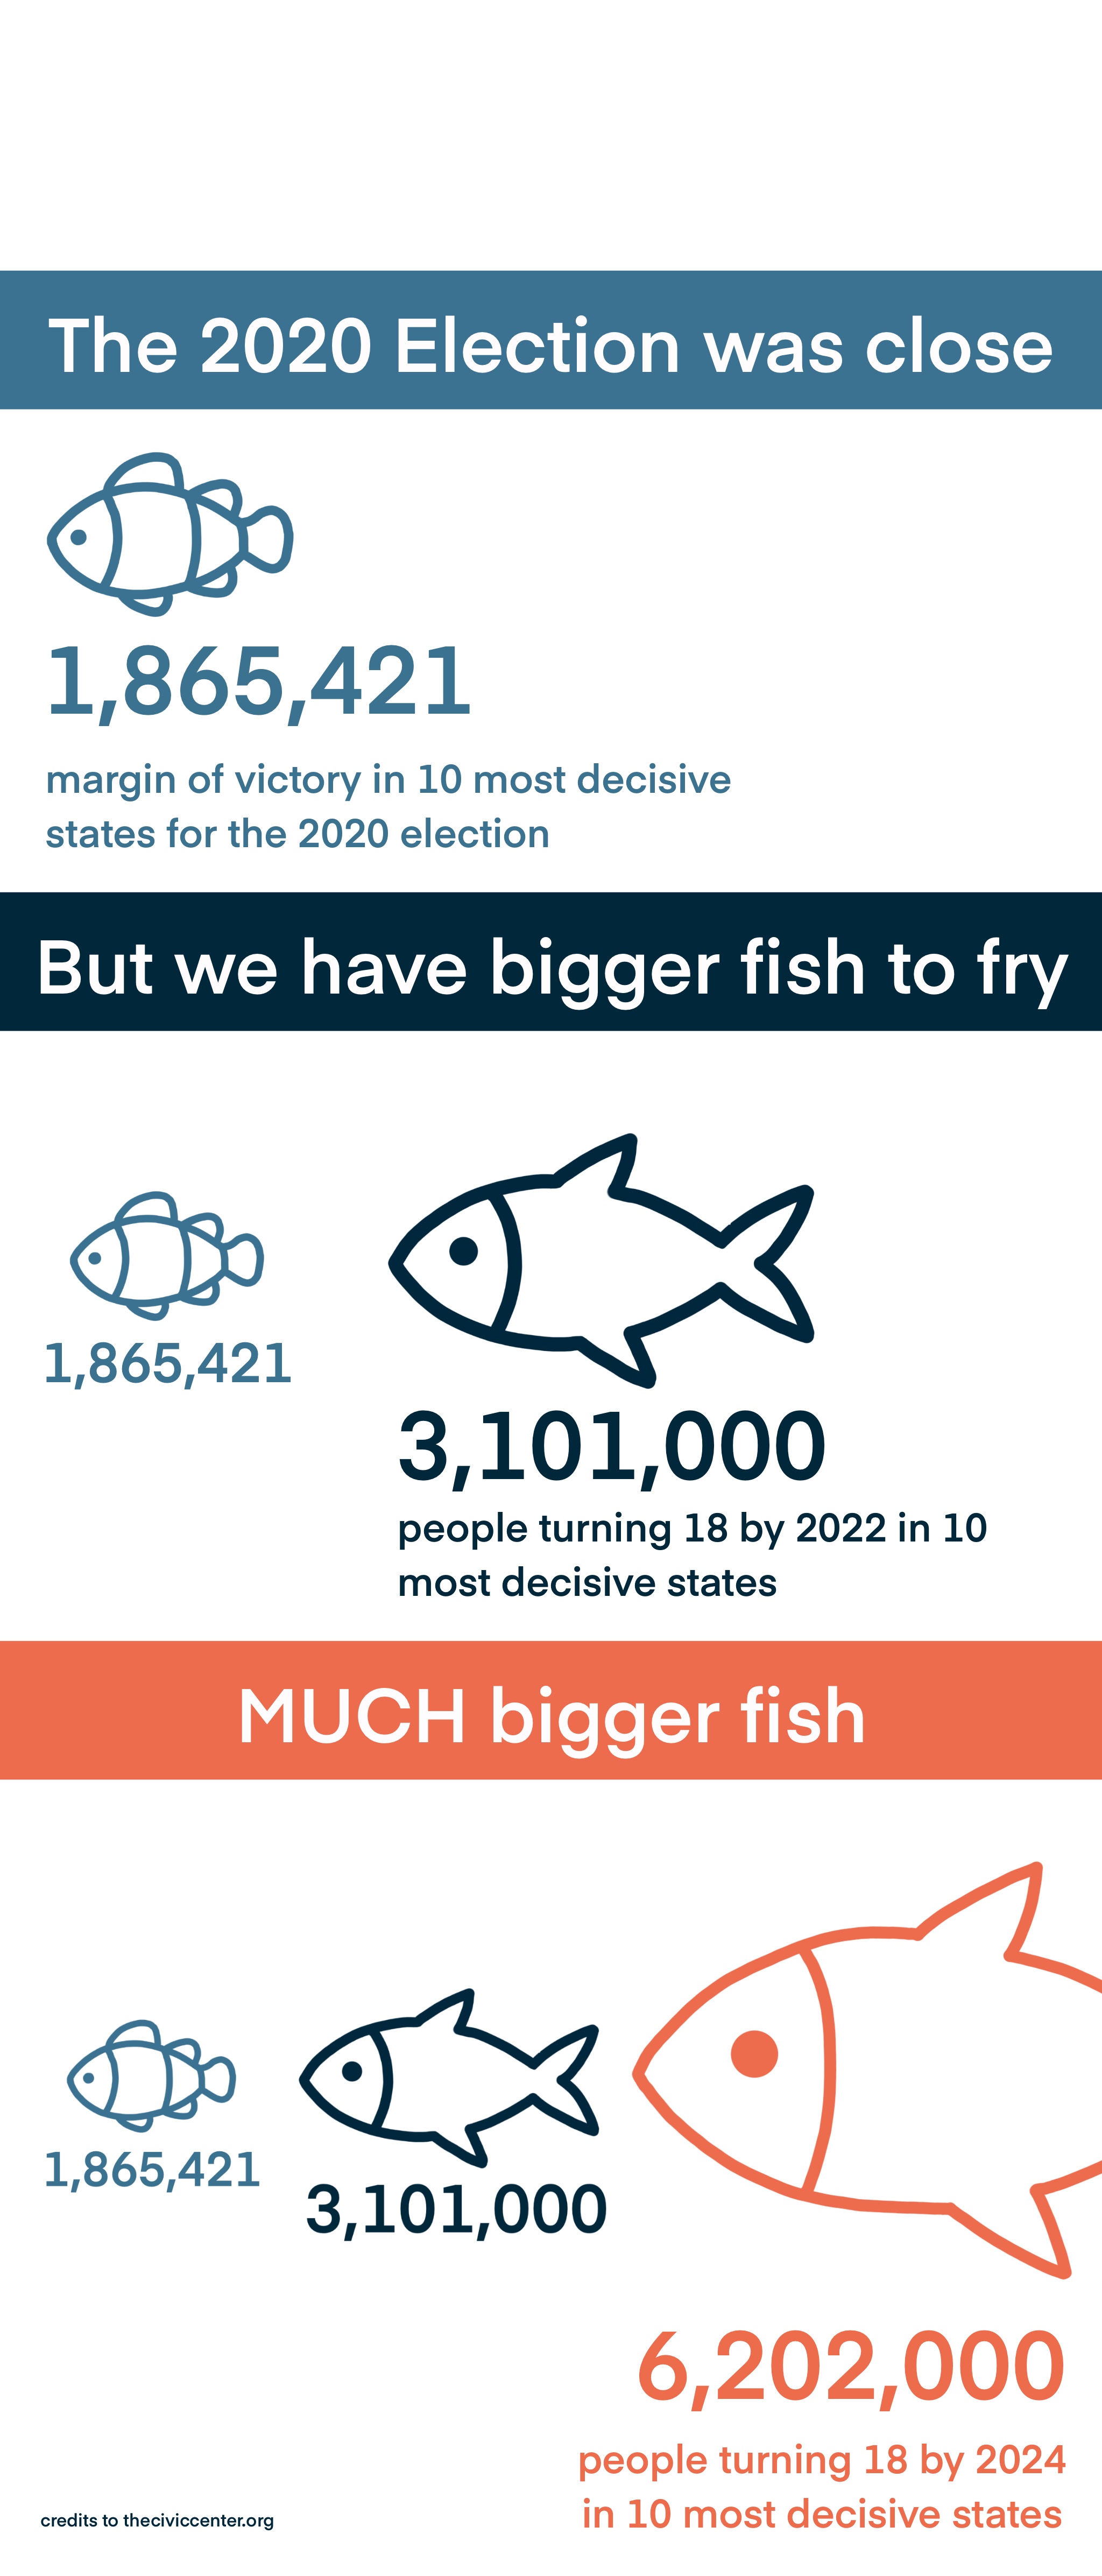 The 2020 Election was close
1,865,421
margin of victory in 10 most decisive
states for the 2020 election
But we have bigger fish to fry
1,865,421
3,101,000
people turning 18 by 2022 in 10
most decisive states
MUCH bigger fish
1,865,421
3,101,000
6,202,000
people turning 18 by 2024
in 10 most decisive states
credits to theciviccenter.org